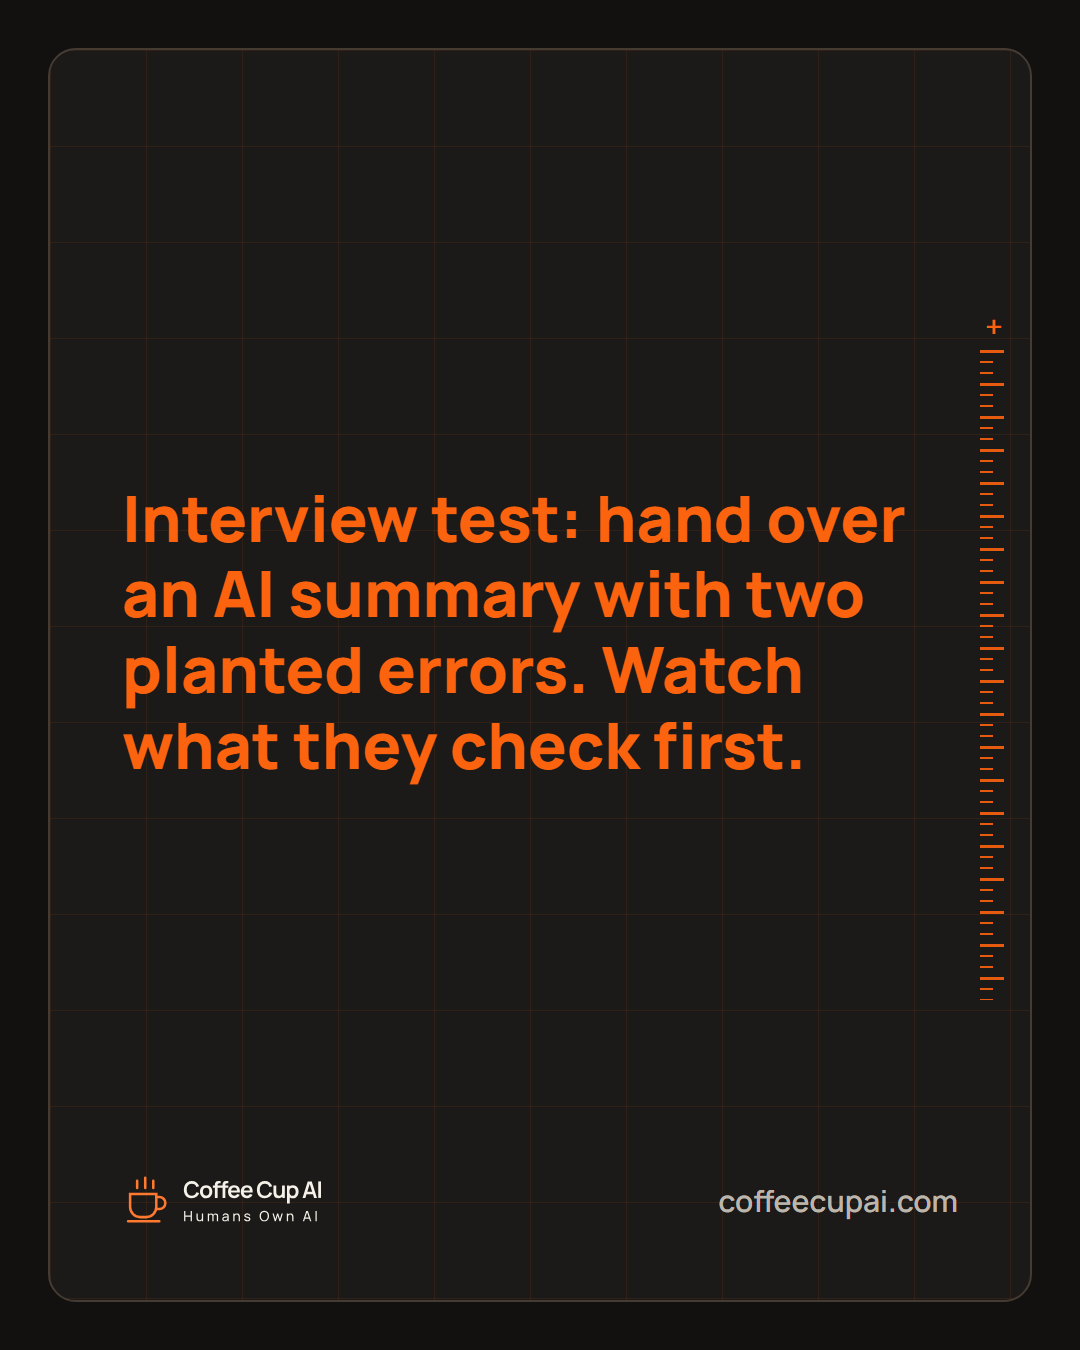 +
Interview test: hand over
an AI summary with two
planted errors. Watch
what they check first.
Coffee Cup AI
Humans Own AI
coffeecupai.com